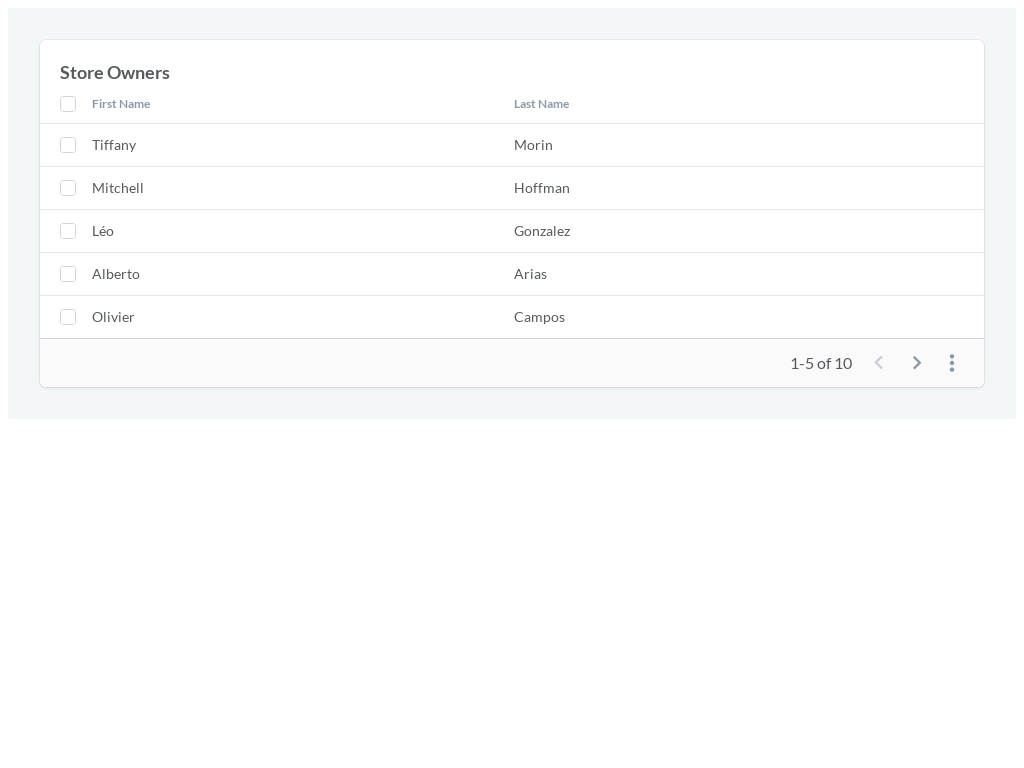 Store Owners
First Name Last Name
Tiffany Morin
Mitchell Hoffman
Léo Gonzalez
Alberto Arias
Olivier Campos
1-5 of 10